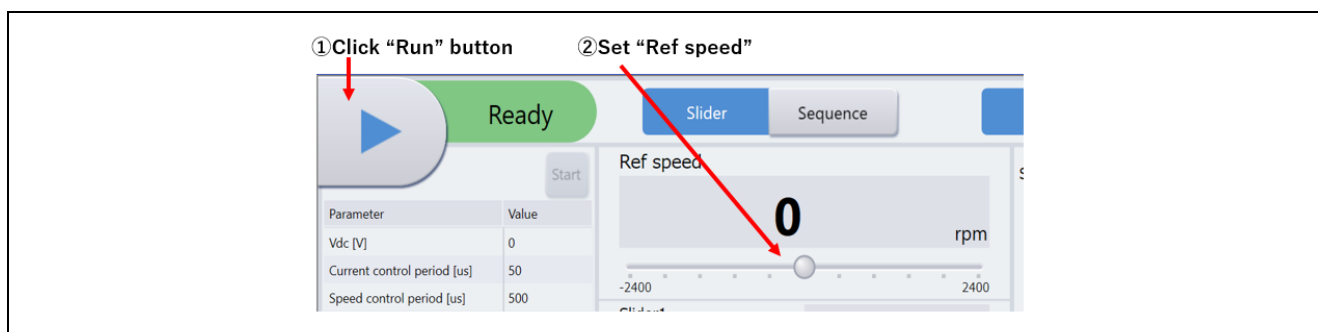 ①Click “Run” button
②Set “Ref speed”
Ready
Slider
Sequence
Start
Ref speed
0
rpm
-2400
2400
Parameter Value
Vdc [V] 0
Current control period [us] 50
Speed control period [us] 500